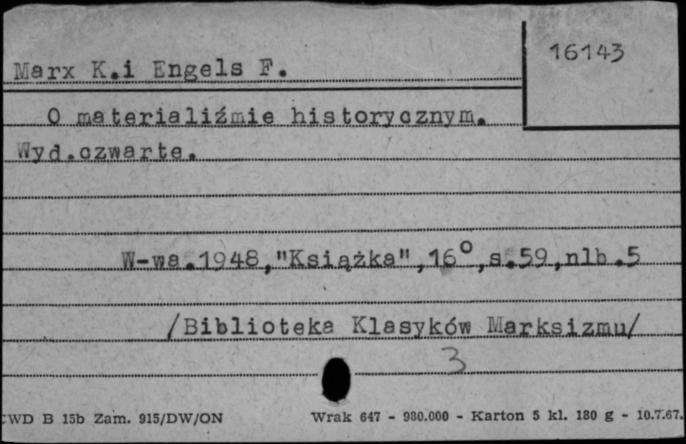 16143
Marx K.i Engels F.
O materialiźmie historycznym.
Wyd.czwarte.
W-wa.1948,"Książka",16°,s.59,nlb.5
/Biblioteka Klasyków Marksizmu/
3
WD B 15b Zam. 915/DW/ON Wrak 647 - 980.000 - Karton 5 kl. 180 g - 10.7.67.